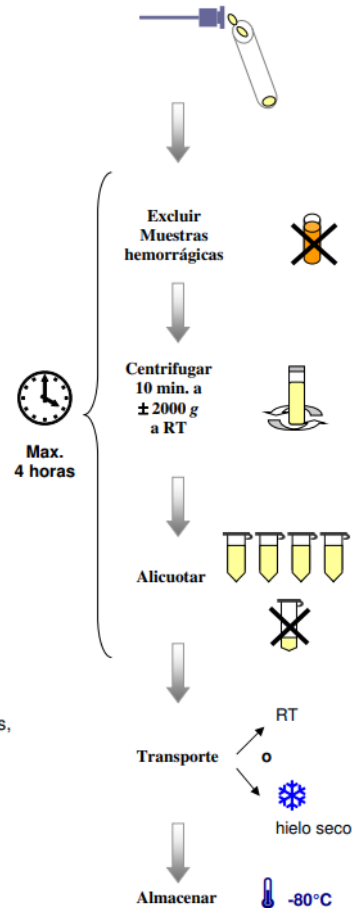 Excluir
Muestras
hemorrágicas
Centrifugar
10 min. a
± 2000 g
a RT
Max.
4 horas
Alicuotar
s,
RT
Transporte
o
hielo seco
Almacenar
-80°C